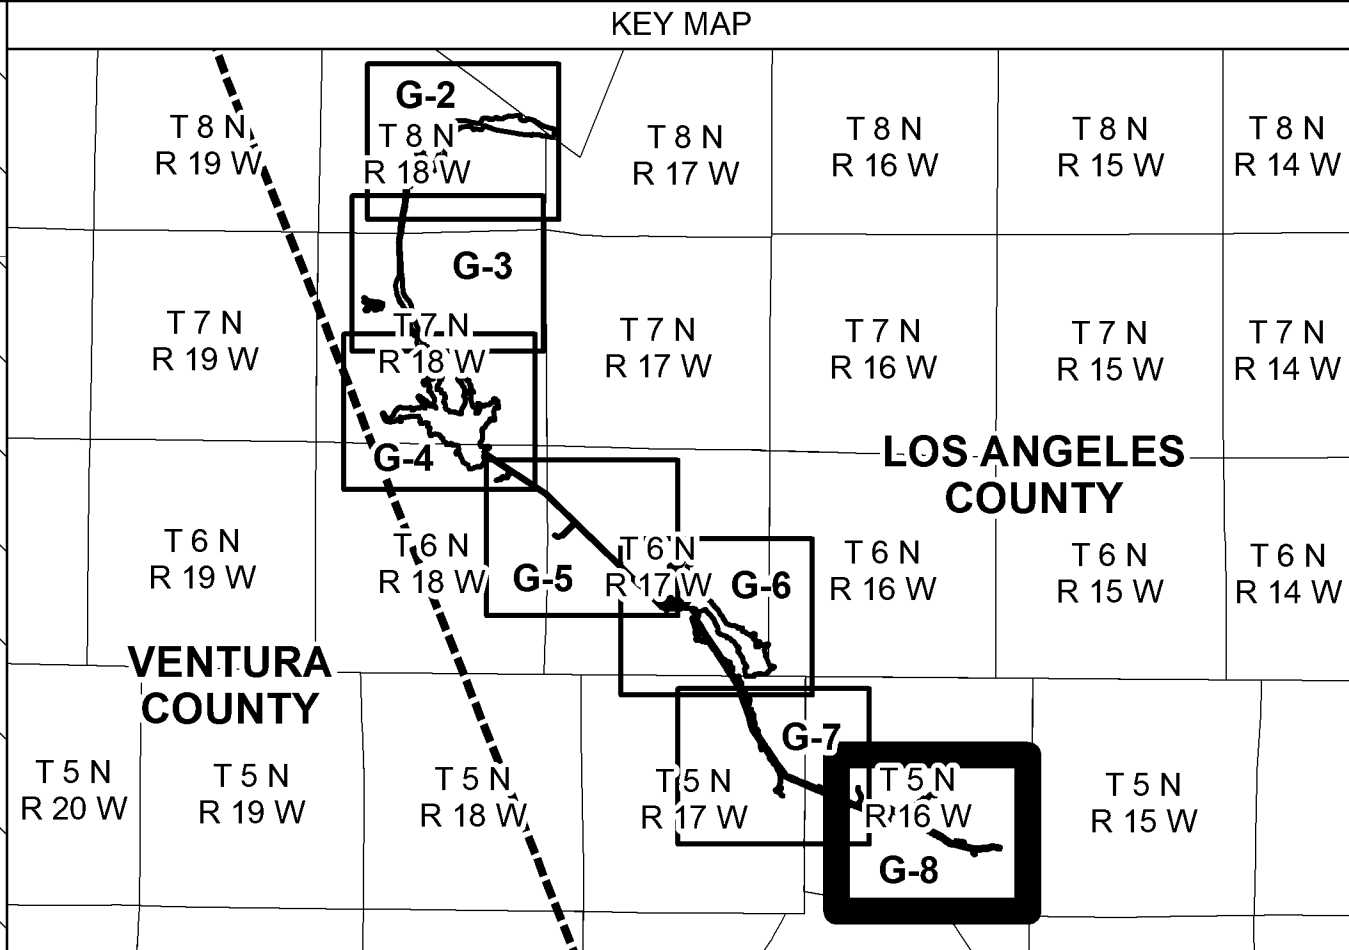 KEY MAP
G-2
T 8 N
R 19 W
T 8 N
R 18 W
T 8 N
R 17 W
T 8 N
R 16 W
T 8 N
R 15 W
T 8 N
R 14 W
G-3
T 7 N
R 19 W
T 7 N
R 18 W
T 7 N
R 17 W
T 7 N
R 16 W
T 7 N
R 15 W
T 7 N
R 14 W
G-4
LOS ANGELES
COUNTY
T 6 N
R 19 W
T 6 N
R 18 W
G-5
T 6 N
R 17 W
G-6
T 6 N
R 16 W
T 6 N
R 15 W
T 6 N
R 14 W
VENTURA
COUNTY
G-7
T 5 N
R 20 W
T 5 N
R 19 W
T 5 N
R 18 W
T 5 N
R 17 W
T 5 N
R 16 W
T 5 N
R 15 W
G-8